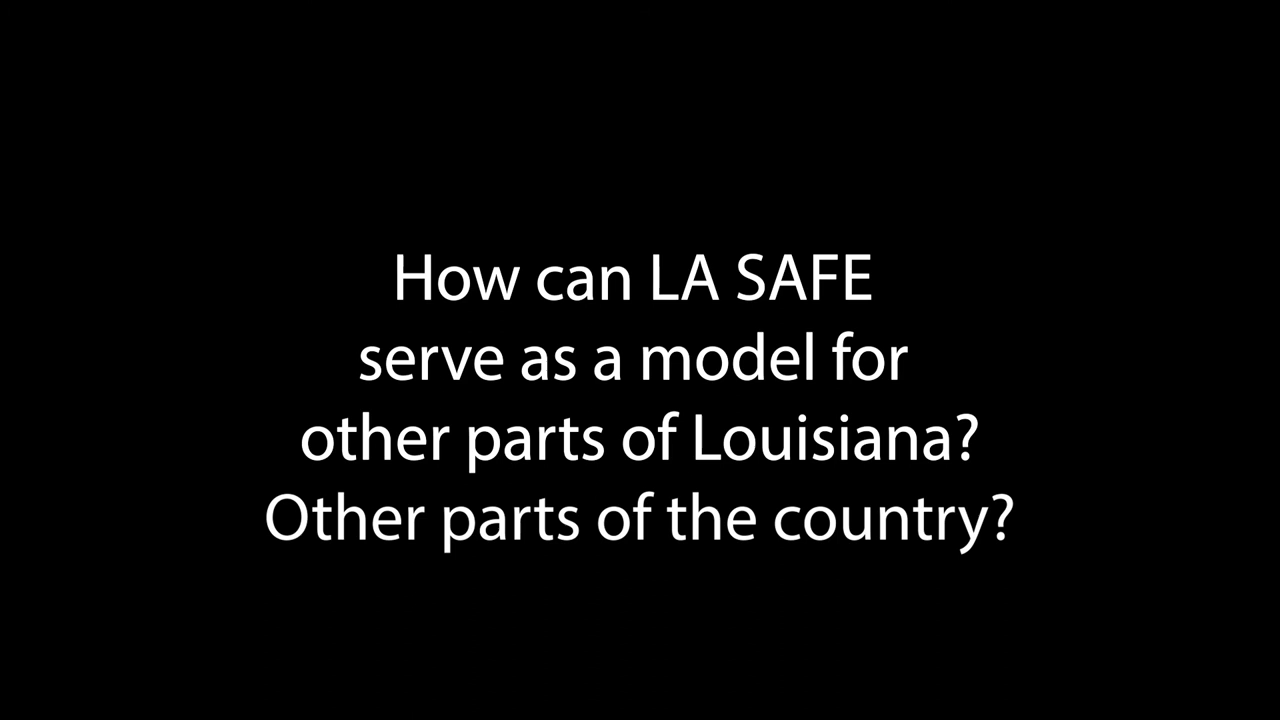 How can LA SAFE
serve as a model for
other parts of Louisiana?
Other parts of the country?